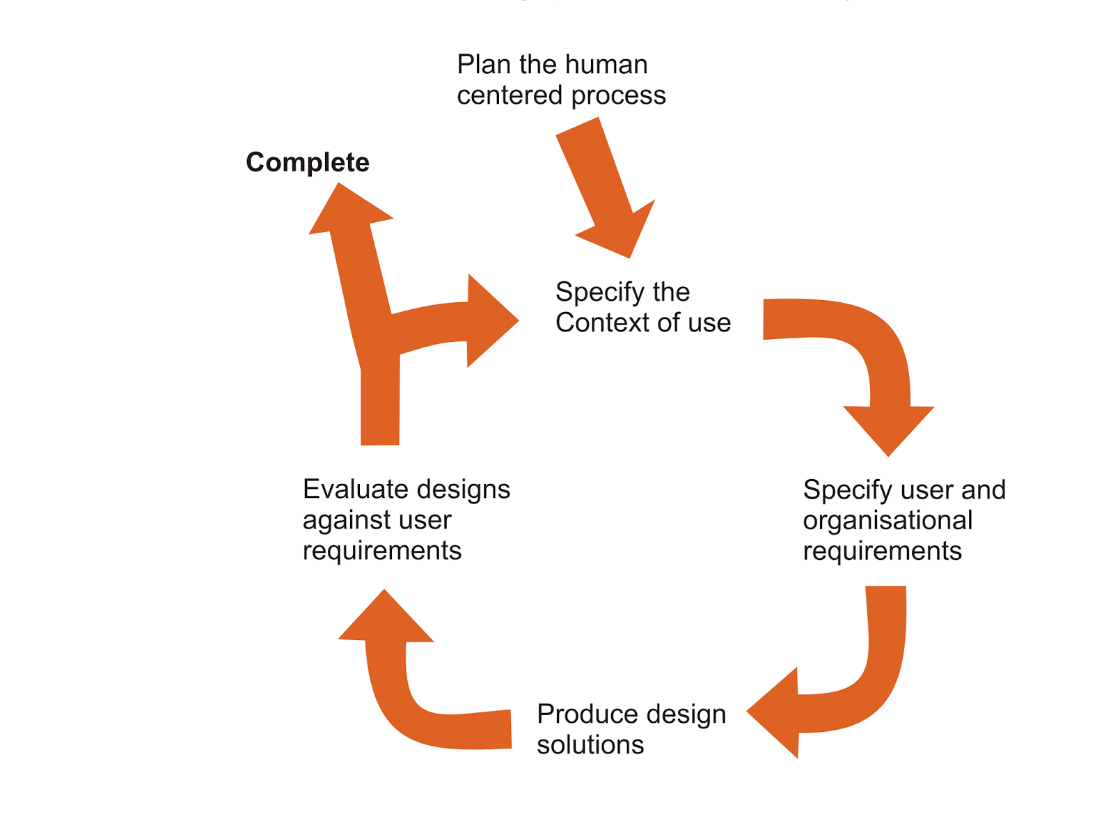 Plan the human
centered process
Complete
Specify the
Context of use
Evaluate designs
against user
requirements
Specify user and
organisational
requirements
Produce design
solutions